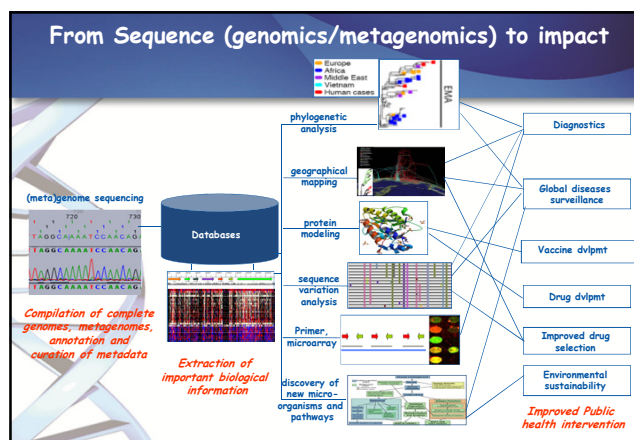 From Sequence (genomics/metagenomics) to impact
Europe
Africa
Middle East
Vietnam
Human cases
EMA
phylogenetic
analysis
geographical
mapping
(meta)genome sequencing
720 730
TAGGCAAAATCCAACAG
TAGGCAAAATCCAACAG
TAGGCAAAATCCAACAG
Databases
protein
modeling
sequence
variation
analysis
Primer,
microarray
discovery of
new micro-
organisms and
pathways
Compilation of complete
genomes, metagenomes,
annotation and
curation of metadata
Extraction of
important biological
information
Diagnostics
Global diseases
surveillance
Vaccine dvlpmt
Drug dvlpmt
Improved drug
selection
Environmental
sustainability
Improved Public
health intervention